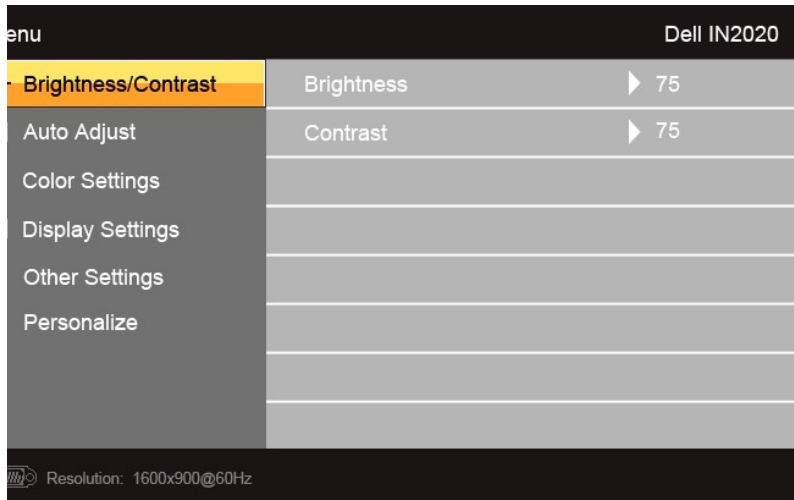 enu Dell IN2020
Brightness/Contrast Brightness 75
Auto Adjust Contrast 75
Color Settings
Display Settings
Other Settings
Personalize
Resolution: 1600x900@60Hz